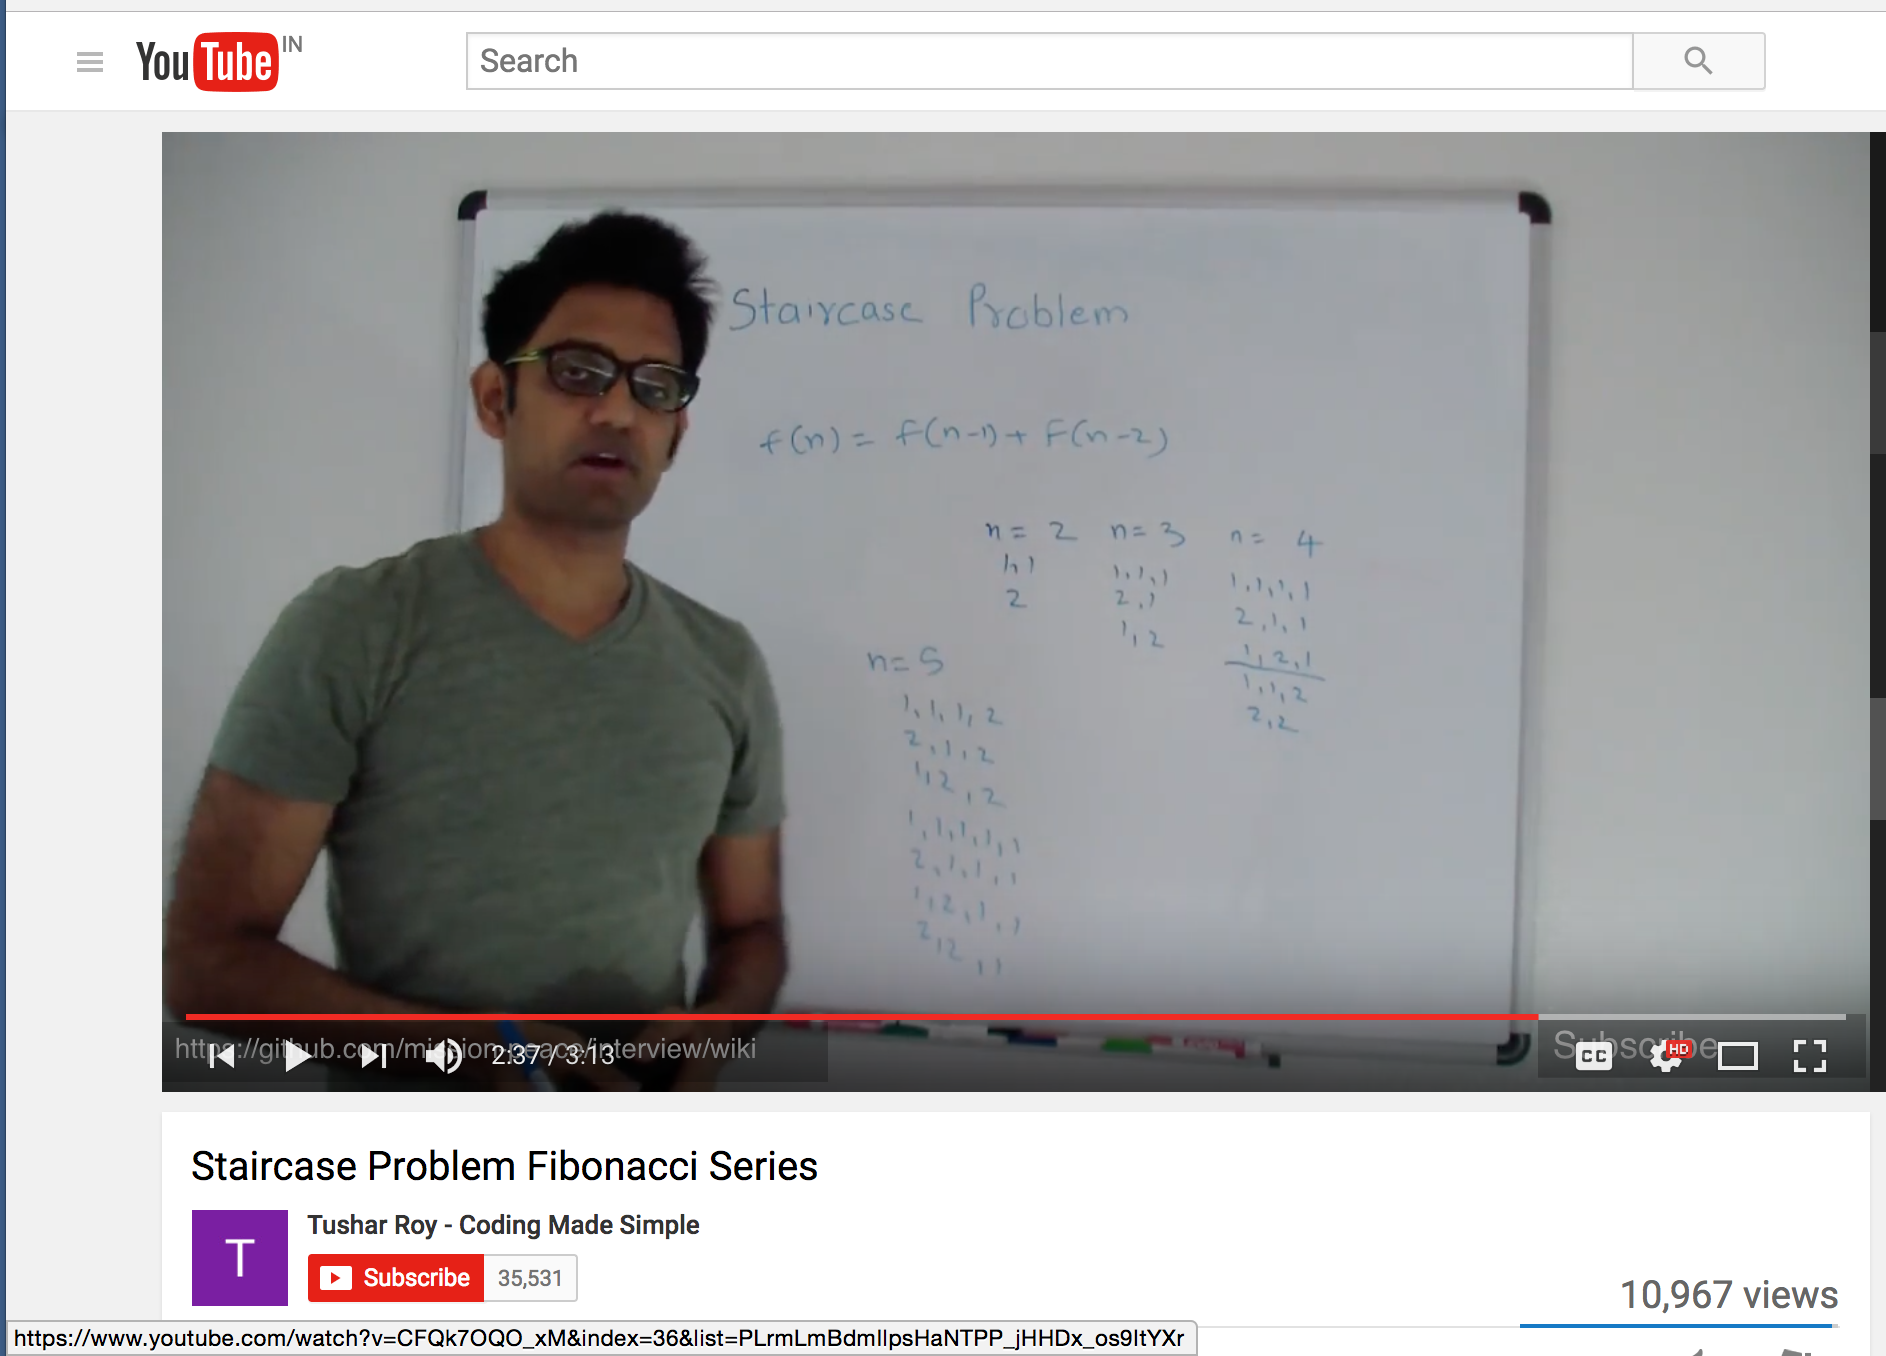 YouTube IN
Search
Staircase Problem
f(n) = F(n-1) + F(n-2)
n = 2 n = 3 n = 4
1,1 1,1,1 1,1,1,1
2 2,1 2,1,1
1,2 1,2,1
1,1,2
2,2
n=5
1,1,1,2
2,1,2
1,2,2
1,1,1,1,1
2,1,1,1
1,2,1,1
2,2,1
https://github.com/mission-peace/interview/wiki
2:37 / 3:13
Subscribe
CC
HD
Staircase Problem Fibonacci Series
T
Tushar Roy - Coding Made Simple
Subscribe 35,531
10,967 views
https://www.youtube.com/watch?v=CFQk7OQO_xM&index=36&list=PLrmLmBdmIlpsHaNTPP_jHHDx_os9ItYXr